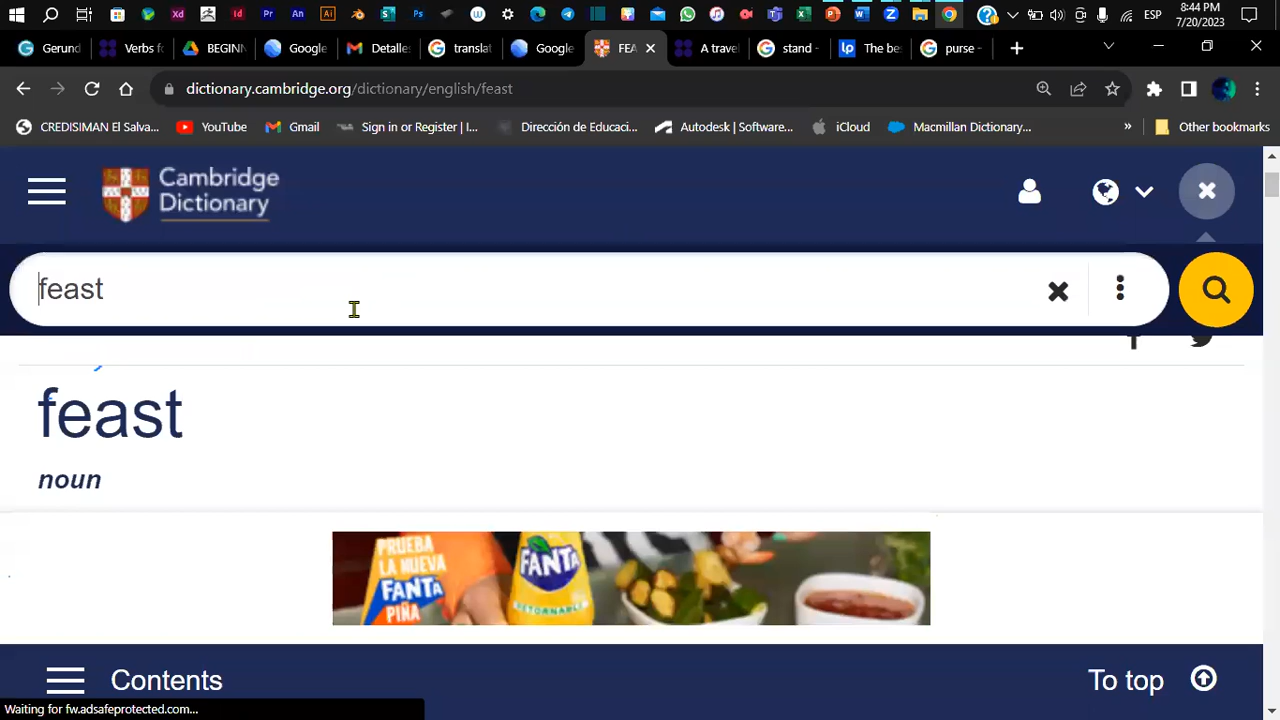 8:44 PM
ESP
7/20/2023
Gerund
Verbs fo
BEGINN
Google
Detalle
translat
Google
FEA
A travel
stand -
The be
purse -
dictionary.cambridge.org/dictionary/english/feast
CREDISIMAN El Salva...
YouTube
Gmail
Sign in or Register | I...
Dirección de Educaci...
Autodesk | Software...
iCloud
Macmillan Dictionary...
»
Other bookmarks
Cambridge
Dictionary
feast
feast
noun
PRUEBA
LA NUEVA
FANTA
PIÑA
FANTA
RETORNABLE
Contents
To top
Waiting for fw.adsafeprotected.com...